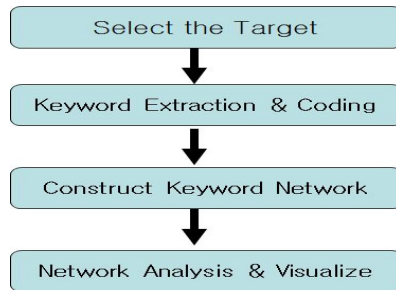 Select the Target
Keyword Extraction & Coding
Construct Keyword Network
Network Analysis & Visualize